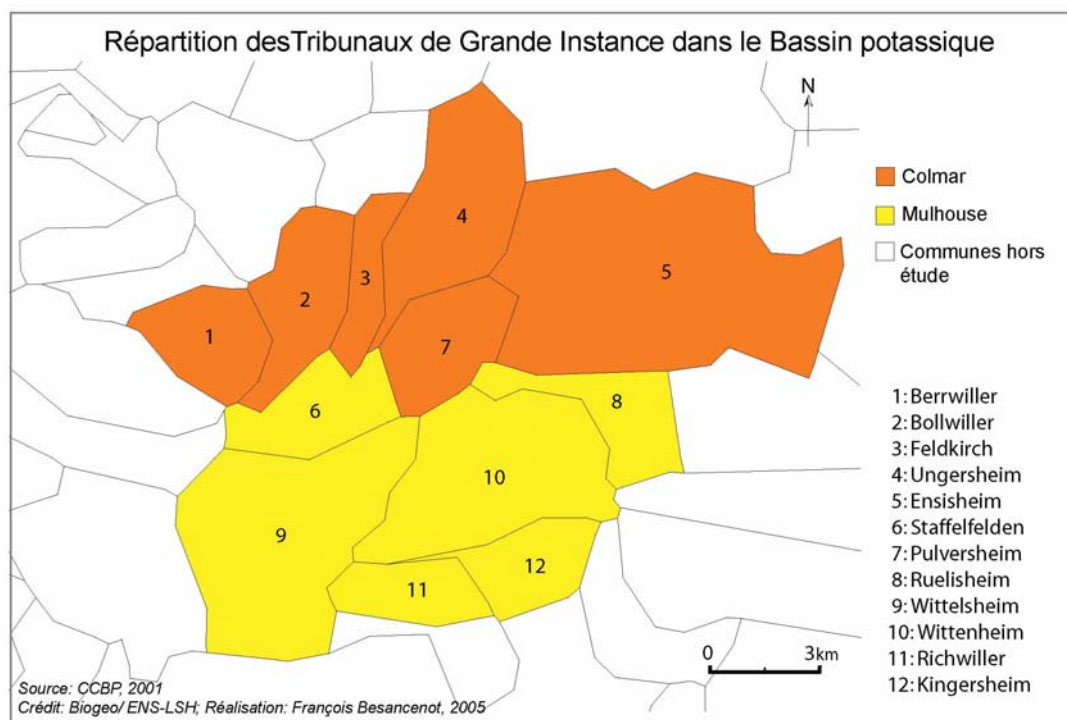 Répartition desTribunaux de Grande Instance dans le Bassin potassique
N
Colmar
Mulhouse
Communes hors
étude
4
5
2
3
1
7
6
8
10
9
12
11
1: Berrwiller
2: Bollwiller
3: Feldkirch
4: Ungersheim
5: Ensisheim
6: Staffelfelden
7: Pulversheim
8: Ruelisheim
9: Wittelsheim
10: Wittenheim
11: Richwiller
12: Kingersheim
0 3km
Source: CCBP, 2001
Crédit: Biogeo/ ENS-LSH; Réalisation: François Besancenot, 2005